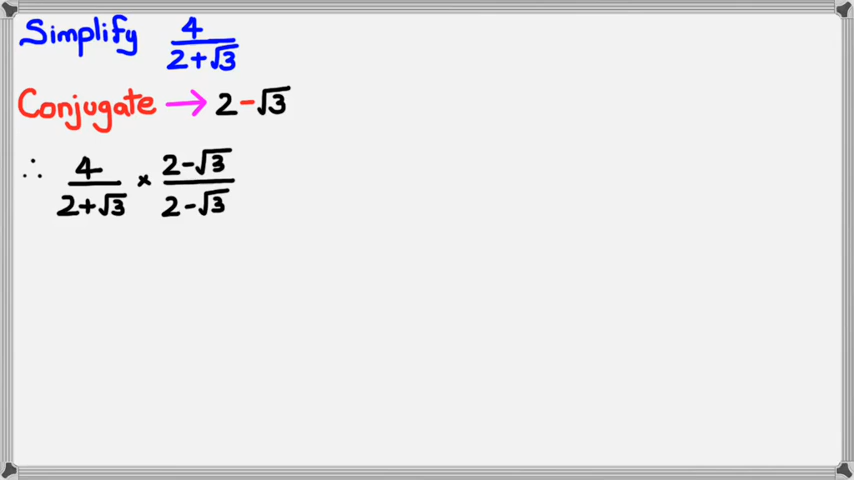 Simplify 4/(2+√3)
Conjugate → 2-√3
∴ 4/(2+√3) × (2-√3)/(2-√3)